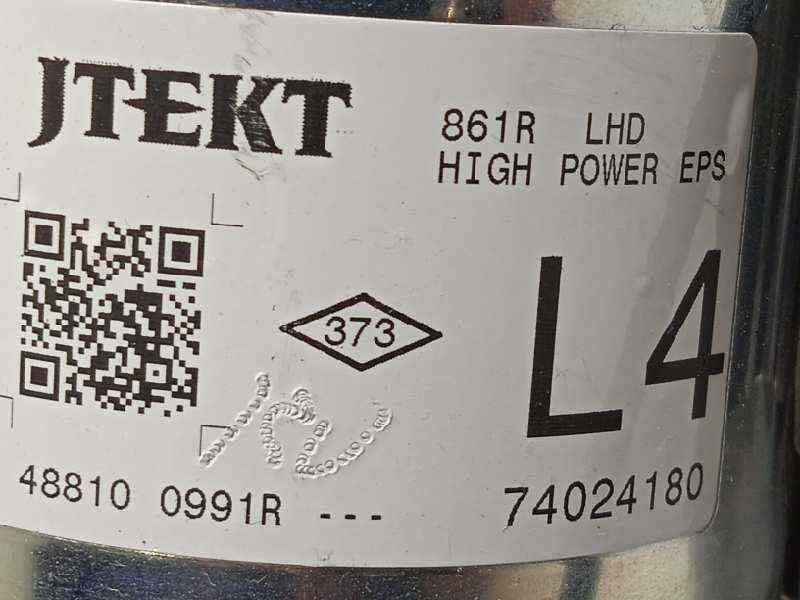 JTEKT
861R LHD
HIGH POWER EPS
373
L4
48810 0991R ---
74024180